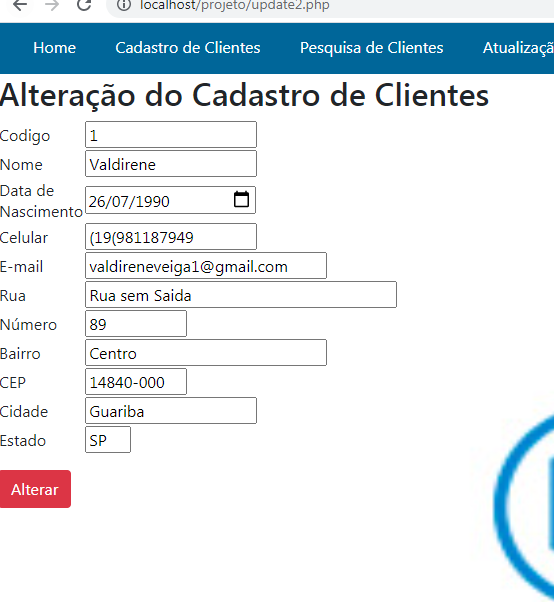 localhost/projeto/update2.php
Home Cadastro de Clientes Pesquisa de Clientes Atualizaçã
Alteração do Cadastro de Clientes
Codigo 1
Nome Valdirene
Data de
Nascimento 26/07/1990
Celular (19(981187949
E-mail valdireneveiga1@gmail.com
Rua Rua sem Saida
Número 89
Bairro Centro
CEP 14840-000
Cidade Guariba
Estado SP
Alterar